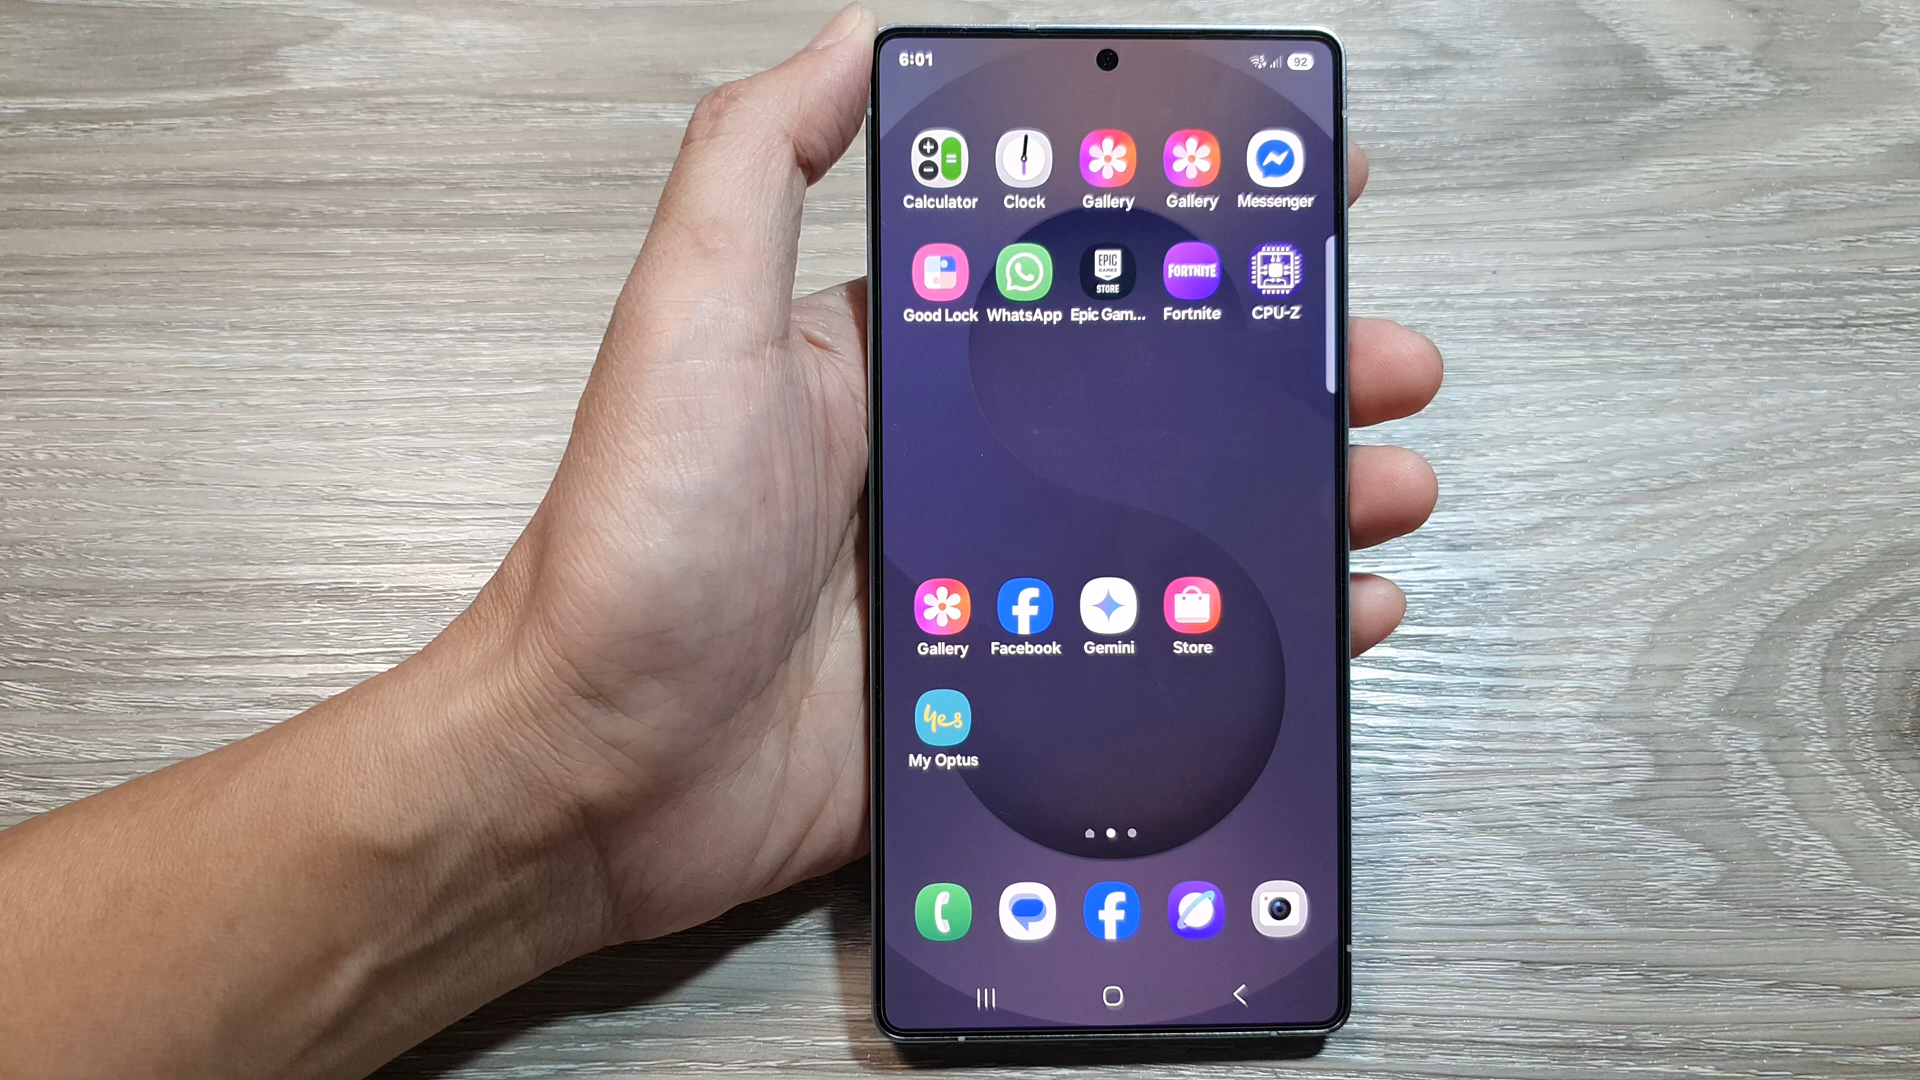 6:01
92
Calculator
Clock
Gallery
Gallery
Messenger
EPIC
GAMES
STORE
FORTNITE
Good Lock
WhatsApp
Epic Gam...
Fortnite
CPU-Z
Gallery
Facebook
Gemini
Store
yes
My Optus